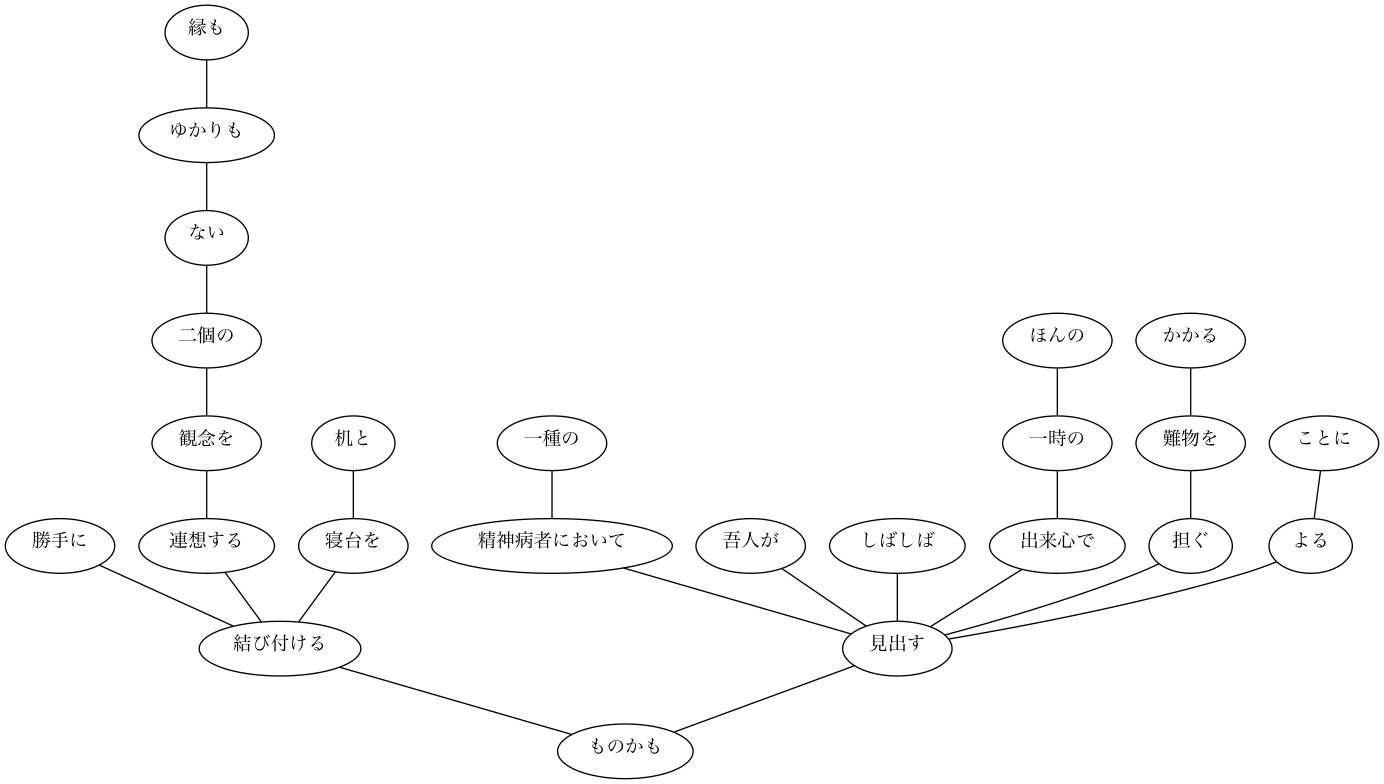 縁も
ゆかりも
ない
二個の
ほんの
かかる
観念を
机と
一種の
一時の
難物を
ことに
勝手に
連想する
寝台を
精神病者において
吾人が
しばしば
出来心で
担ぐ
よる
結び付ける
見出す
ものかも